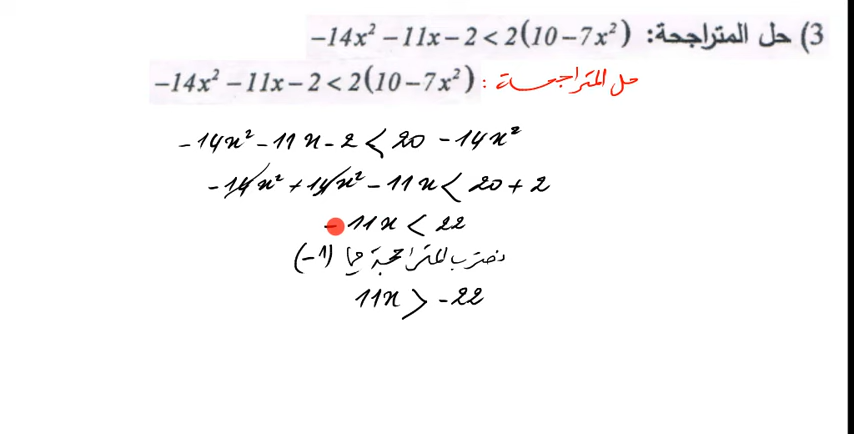 3) حل المتراجحة: -14x² - 11x - 2 < 2(10 - 7x²)
حل المتراجحة : -14x² - 11x - 2 < 2(10 - 7x²)
-14x² - 11x - 2 < 20 - 14x²
-14x² + 14x² - 11x < 20 + 2
-11x < 22
نضرب المتراجحة في (-1)
11x > -22